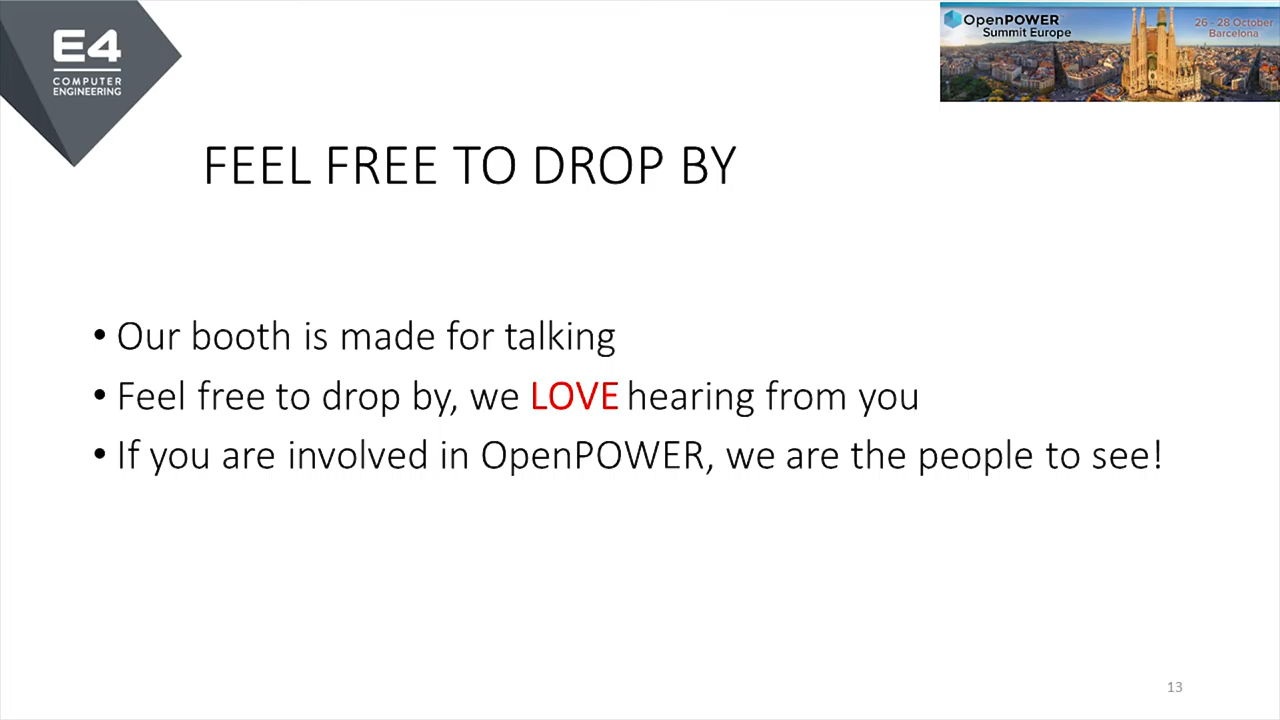 E4
COMPUTER
ENGINEERING
OpenPOWER
Summit Europe
26 - 28 October
Barcelona
FEEL FREE TO DROP BY
• Our booth is made for talking
• Feel free to drop by, we LOVE hearing from you
• If you are involved in OpenPOWER, we are the people to see!
13